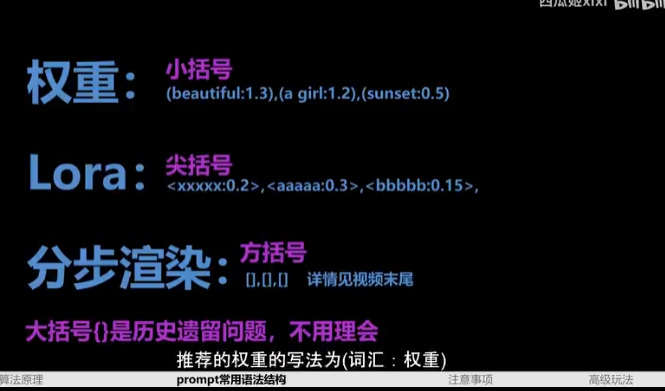 西瓜姬xixi bilibili
权重： 小括号
(beautiful:1.3),(a girl:1.2),(sunset:0.5)
Lora： 尖括号
<xxxxx:0.2>,<aaaaa:0.3>,<bbbbb:0.15>,
分步渲染： 方括号
[],[],[] 详情见视频末尾
大括号{}是历史遗留问题，不用理会
推荐的权重的写法为(词汇：权重)
算法原理 prompt常用语法结构 注意事项 高级玩法